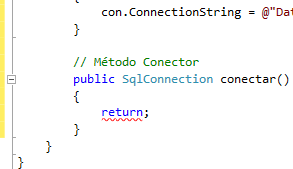 {
con.ConnectionString = @"Dat
}
// Método Conector
public SqlConnection conectar()
{
return;
}
}
}